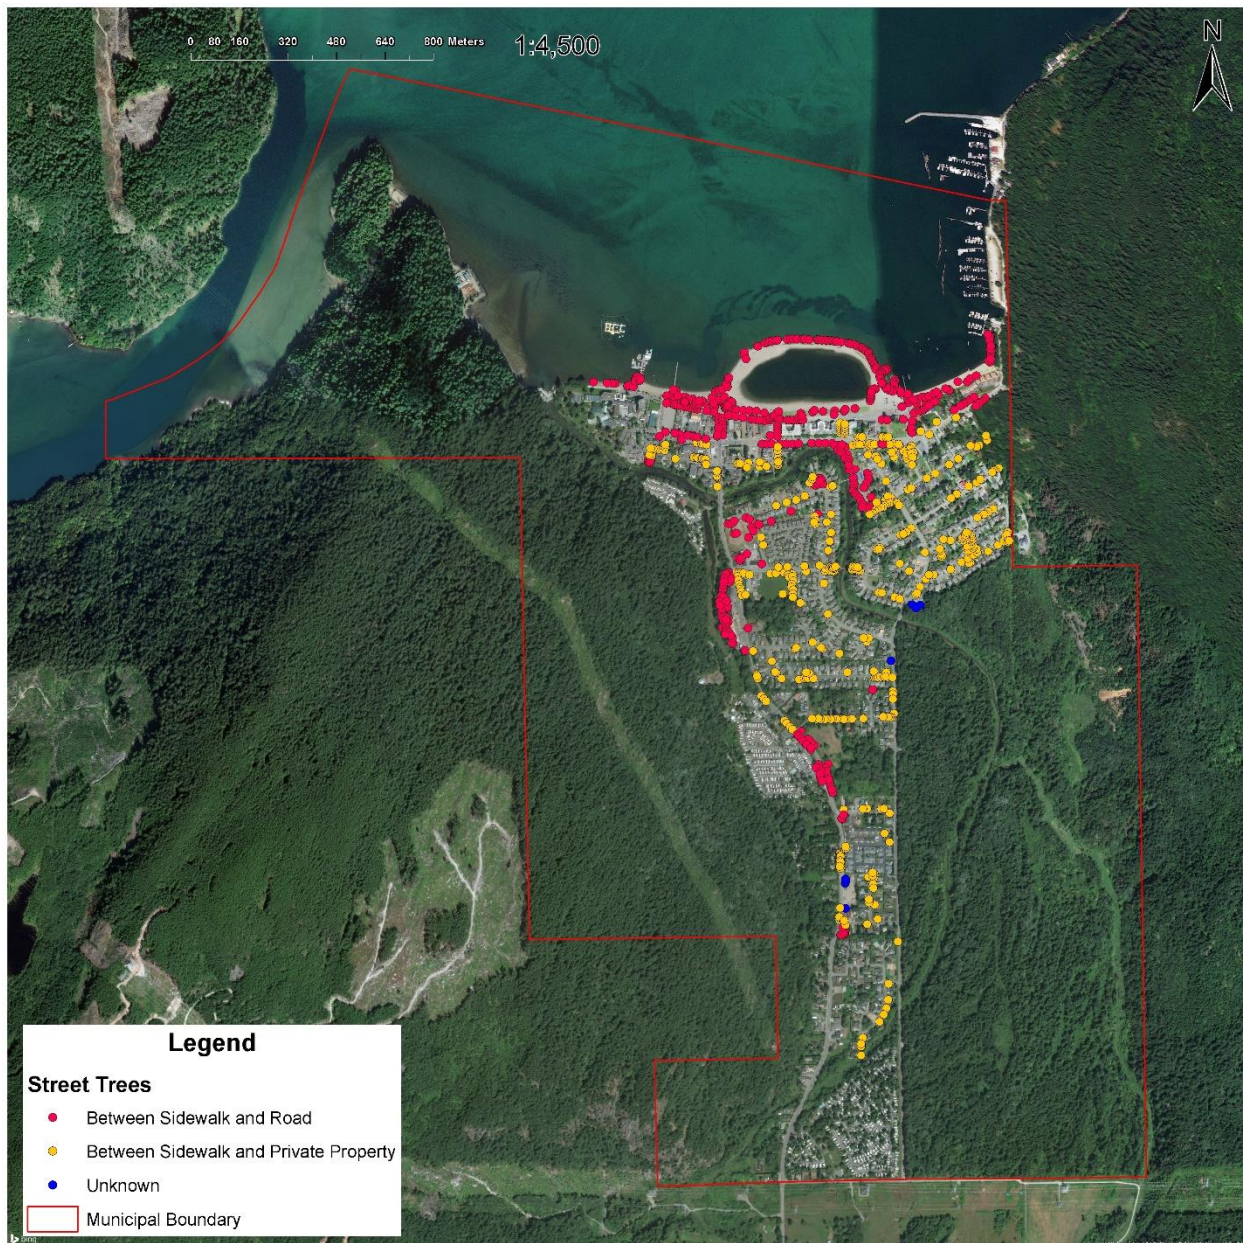 N
0 80 160 320 480 640 800 Meters
1:4,500
Legend
Street Trees
Between Sidewalk and Road
Between Sidewalk and Private Property
Unknown
Municipal Boundary
bing